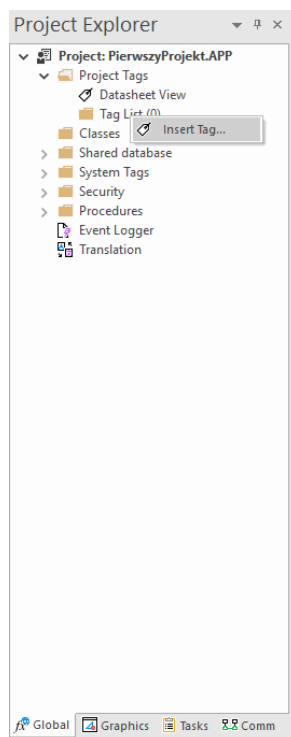 Project Explorer
Project: PierwszyProjekt.APP
Project Tags
Datasheet View
Tag List (0)
Insert Tag...
Classes
Shared database
System Tags
Security
Procedures
Event Logger
Translation
Global Graphics Tasks Comm